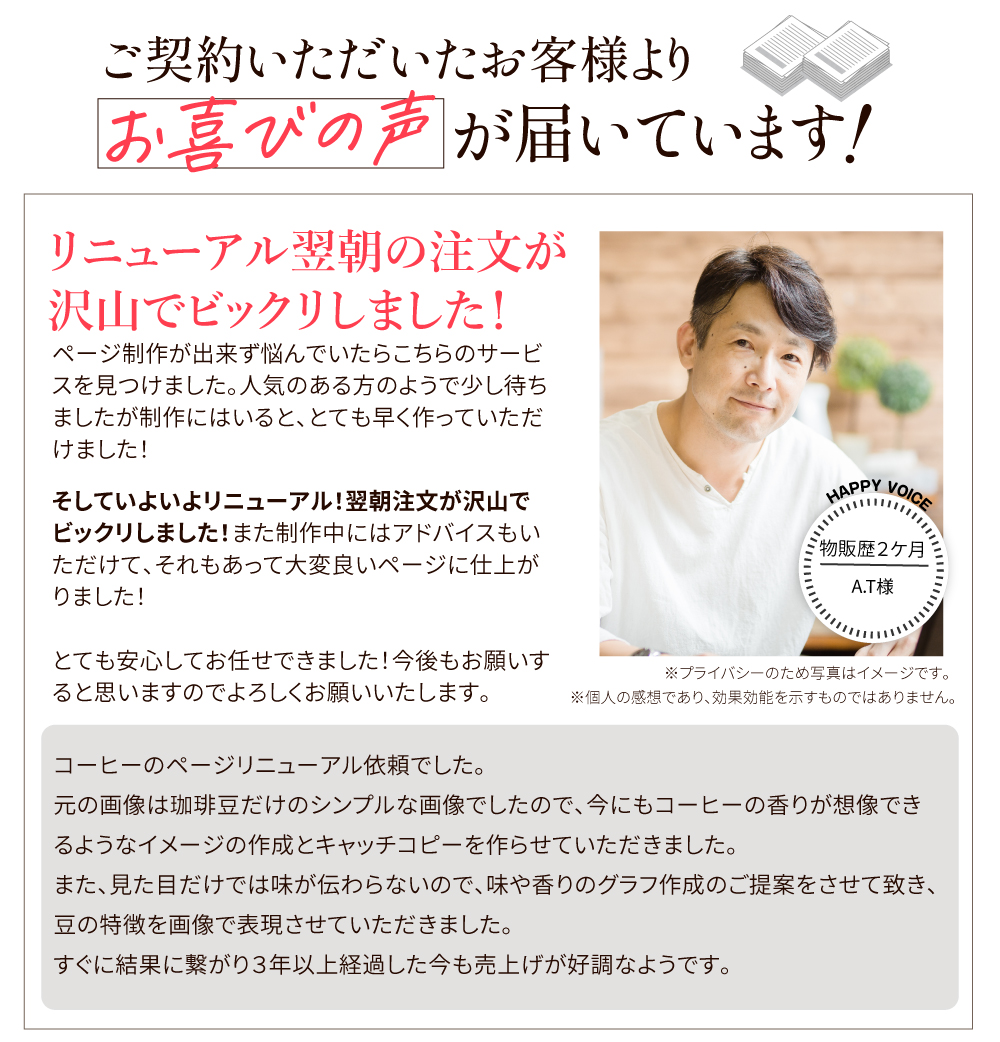 ご契約いただいたお客様より
お喜びの声が届いています!
リニューアル翌朝の注文が
沢山でビックリしました!
ページ制作が出来ず悩んでいたらこちらのサービ
スを見つけました。人気のある方のようで少し待ち
ましたが制作にはいると、とても早く作っていただ
けました!
そしていよいよリニューアル!翌朝注文が沢山で
ビックリしました!また制作中にはアドバイスもい
ただけて、それもあって大変良いページに仕上が
りました!
とても安心してお任せできました!今後もお願いす
ると思いますのでよろしくお願いいたします。
HAPPY VOICE
物販歴2ケ月
A.T様
※プライバシーのため写真はイメージです。
※個人の感想であり、効果効能を示すものではありません。
コーヒーのページリニューアル依頼でした。
元の画像は珈琲豆だけのシンプルな画像でしたので、今にもコーヒーの香りが想像でき
るようなイメージの作成とキャッチコピーを作らせていただきました。
また、見た目だけでは味が伝わらないので、味や香りのグラフ作成のご提案をさせて致き、
豆の特徴を画像で表現させていただきました。
すぐに結果に繋がり3年以上経過した今も売上げが好調なようです。